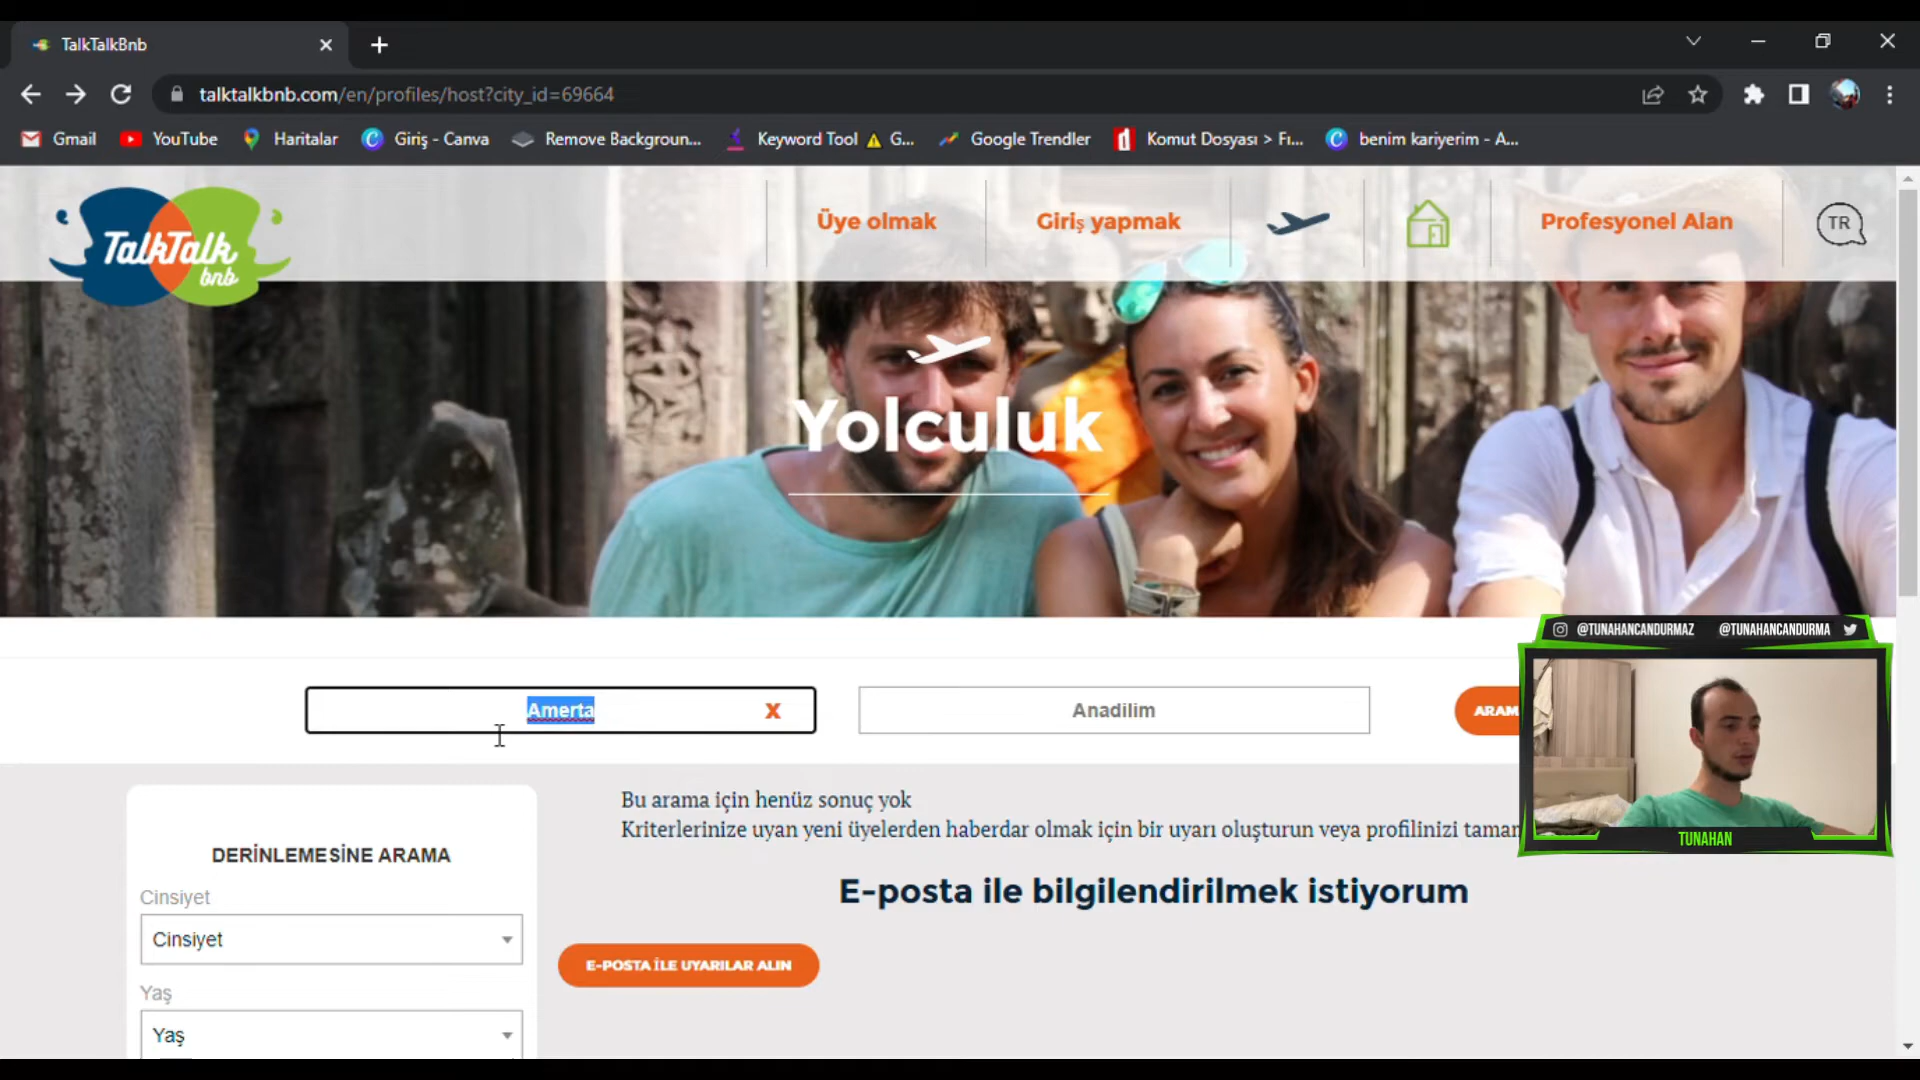 TalkTalkBnb
talktalkbnb.com/en/profiles/host?city_id=69664
Gmail
YouTube
Haritalar
Giriş - Canva
Remove Backgroun...
Keyword Tool
G...
Google Trendler
Komut Dosyası > Fı...
benim kariyerim - A...
TalkTalk
bnb
Üye olmak
Giriş yapmak
Profesyonel Alan
TR
Yolculuk
@TUNAHANCANDURMAZ
@TUNAHANCANDURMA
Amerta
X
Anadilim
ARAM
TUNAHAN
Bu arama için henüz sonuç yok
Kriterlerinize uyan yeni üyelerden haberdar olmak için bir uyarı oluşturun veya profilinizi tamam
DERİNLEMESİNE ARAMA
E-posta ile bilgilendirilmek istiyorum
Cinsiyet
Cinsiyet
E-POSTA İLE UYARILAR ALIN
Yaş
Yaş